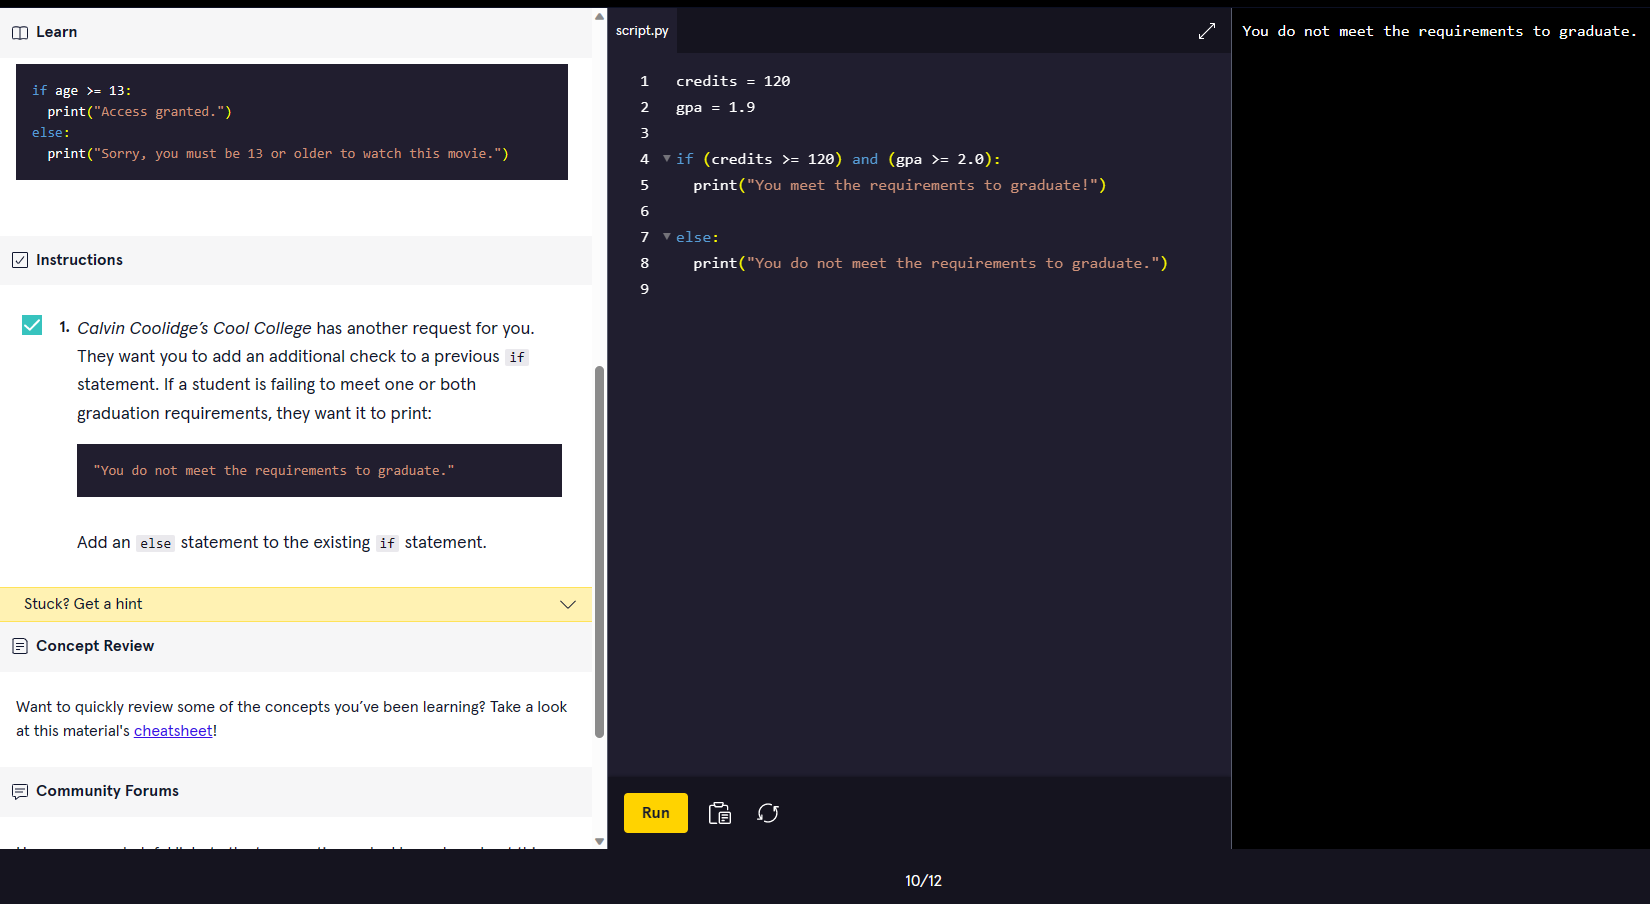 Learn
if age >= 13:
print("Access granted.")
else:
print("Sorry, you must be 13 or older to watch this movie.")
Instructions
1. Calvin Coolidge’s Cool College has another request for you.
They want you to add an additional check to a previous if
statement. If a student is failing to meet one or both
graduation requirements, they want it to print:
"You do not meet the requirements to graduate."
Add an else statement to the existing if statement.
Stuck? Get a hint
Concept Review
Want to quickly review some of the concepts you’ve been learning? Take a look
at this material's cheatsheet!
Community Forums
script.py
1 credits = 120
2 gpa = 1.9
3
4 if (credits >= 120) and (gpa >= 2.0):
5 print("You meet the requirements to graduate!")
6
7 else:
8 print("You do not meet the requirements to graduate.")
9
Run
You do not meet the requirements to graduate.
10/12